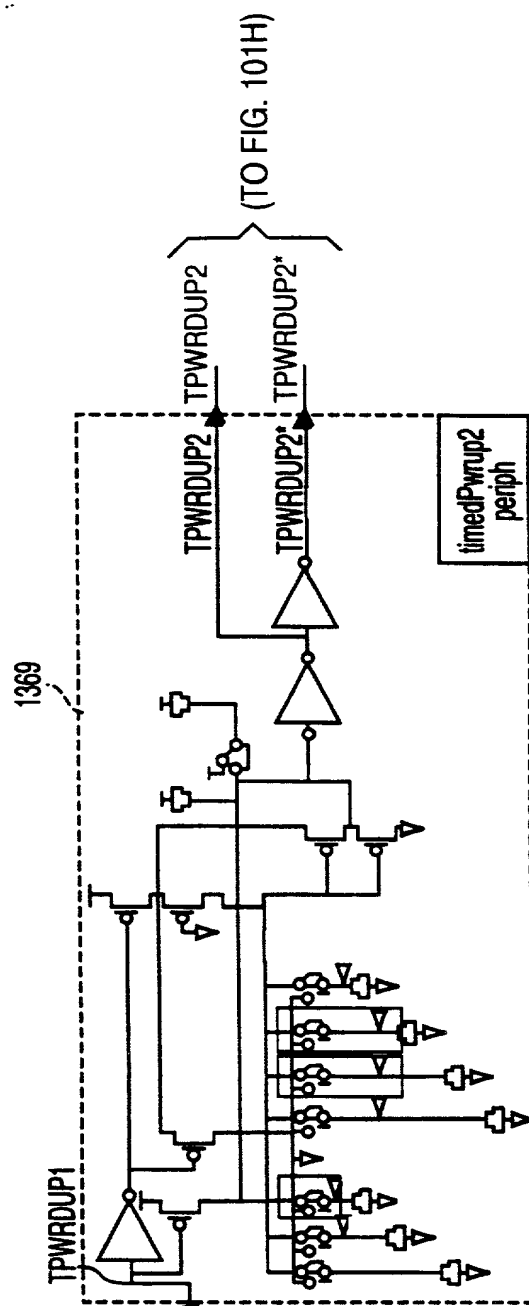 1369
TPWRDUP1
TPWRDUP2
TPWRDUP2
TPWRDUP2*
TPWRDUP2*
(TO FIG. 101H)
timedPwrup2
periph